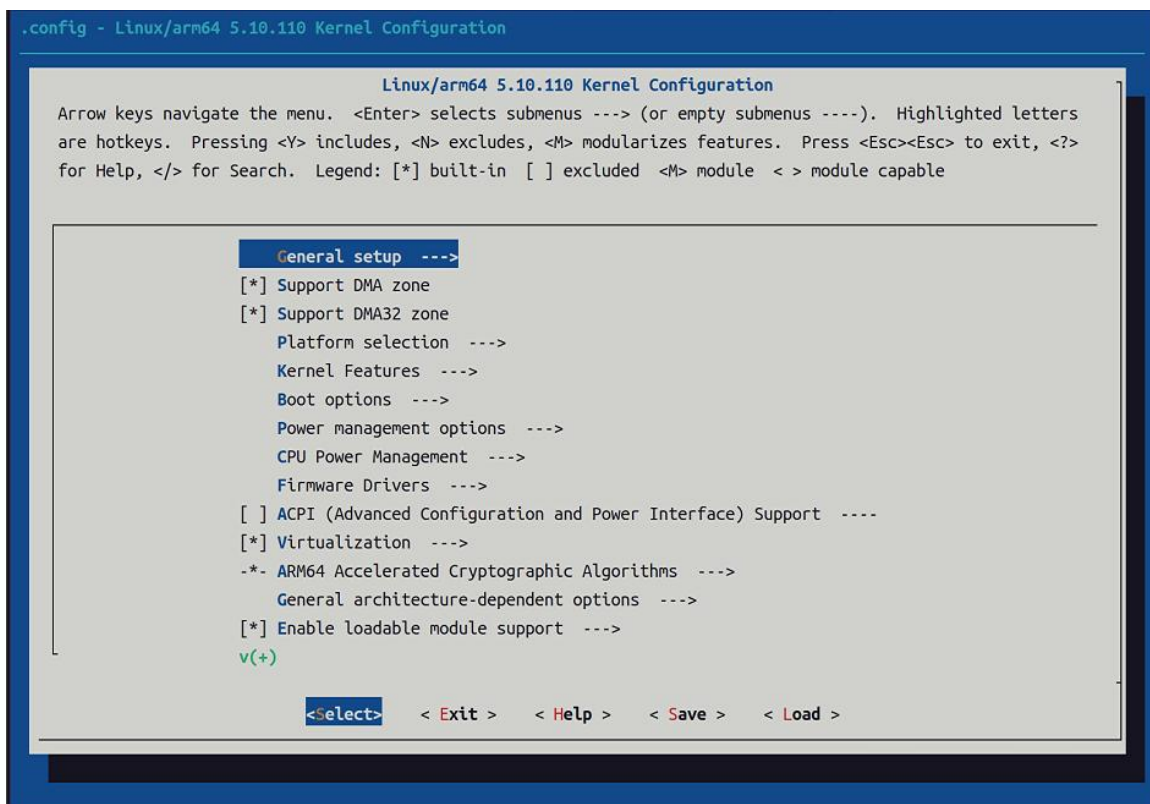 .config - Linux/arm64 5.10.110 Kernel Configuration
Linux/arm64 5.10.110 Kernel Configuration
Arrow keys navigate the menu.  <Enter> selects submenus ---> (or empty submenus ----).  Highlighted letters
are hotkeys.  Pressing <Y> includes, <N> excludes, <M> modularizes features.  Press <Esc><Esc> to exit, <?>
for Help, </> for Search.  Legend: [*] built-in  [ ] excluded  <M> module  < > module capable
General setup  --->
[*] Support DMA zone
[*] Support DMA32 zone
Platform selection  --->
Kernel Features  --->
Boot options  --->
Power management options  --->
CPU Power Management  --->
Firmware Drivers  --->
[ ] ACPI (Advanced Configuration and Power Interface) Support  ----
[*] Virtualization  --->
-*- ARM64 Accelerated Cryptographic Algorithms  --->
General architecture-dependent options  --->
[*] Enable loadable module support  --->
v(+)
<Select>    < Exit >    < Help >    < Save >    < Load >